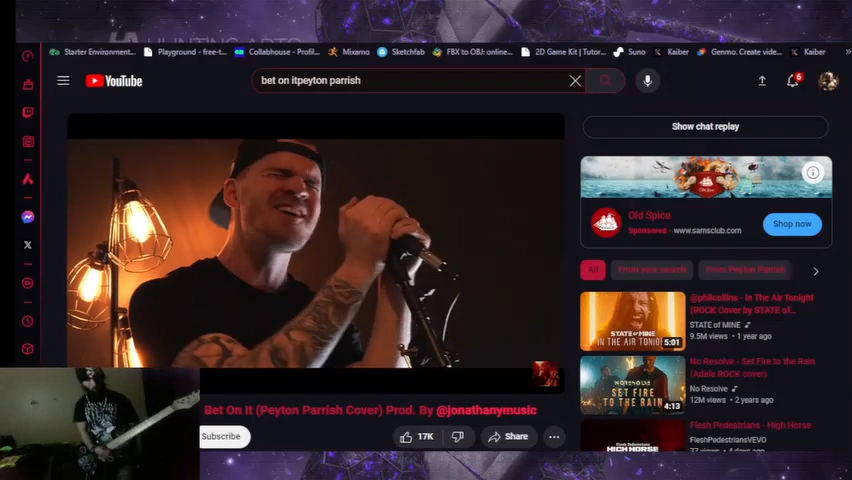 Starter Environment...
Playground - free-t...
Collabhouse - Profil...
Mixamo
Sketchfab
FBX to OBJ: online...
2D Game Kit | Tutor...
Suno
Kaiber
Genmo. Create vide...
Kaiber
YouTube
bet on itpeyton parrish
6
Show chat replay
Old Spice
Sponsored · www.samsclub.com
Shop now
All
From your search
From Peyton Parrish
@philcollins - In The Air Tonight
(ROCK Cover by STATE of...
STATE of MINE
9.5M views • 1 year ago
STATE OF MINE
IN THE AIR TONIGHT
5:01
No Resolve - Set Fire to the Rain
(Adele ROCK cover)
No Resolve
12M views • 2 years ago
NO RESOLVE
SET FIRE
TO THE RAIN
4:13
Flesh Pedestrians - High Horse
FleshPedestriansVEVO
HIGH HORSE
Bet On It (Peyton Parrish Cover) Prod. By @jonathanymusic
Subscribe
17K
Share